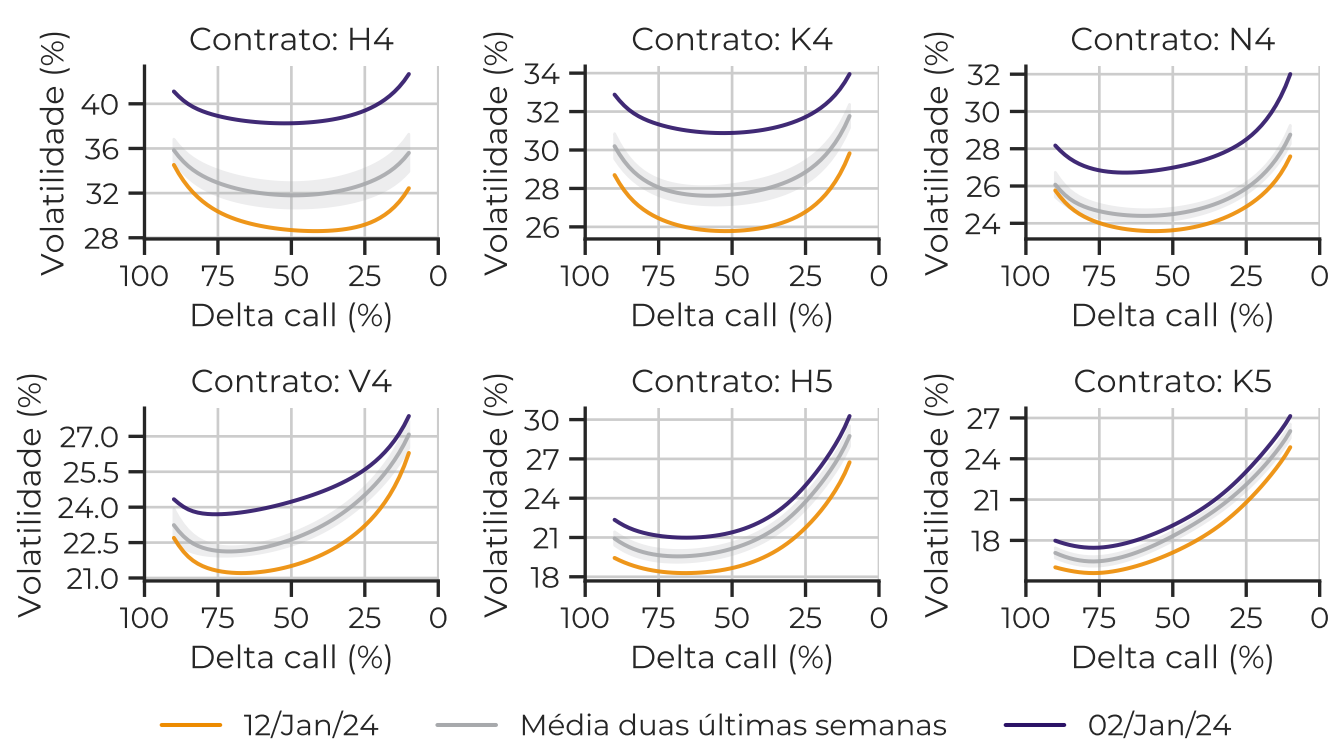 Contrato: H4
Volatilidade (%)
40
36
32
28
100 75 50 25 0
Delta call (%)
Contrato: K4
Volatilidade (%)
34
32
30
28
26
100 75 50 25 0
Delta call (%)
Contrato: N4
Volatilidade (%)
32
30
28
26
24
100 75 50 25 0
Delta call (%)
Contrato: V4
Volatilidade (%)
27.0
25.5
24.0
22.5
21.0
100 75 50 25 0
Delta call (%)
Contrato: H5
Volatilidade (%)
30
27
24
21
18
100 75 50 25 0
Delta call (%)
Contrato: K5
Volatilidade (%)
27
24
21
18
100 75 50 25 0
Delta call (%)
12/Jan/24 Média duas últimas semanas 02/Jan/24